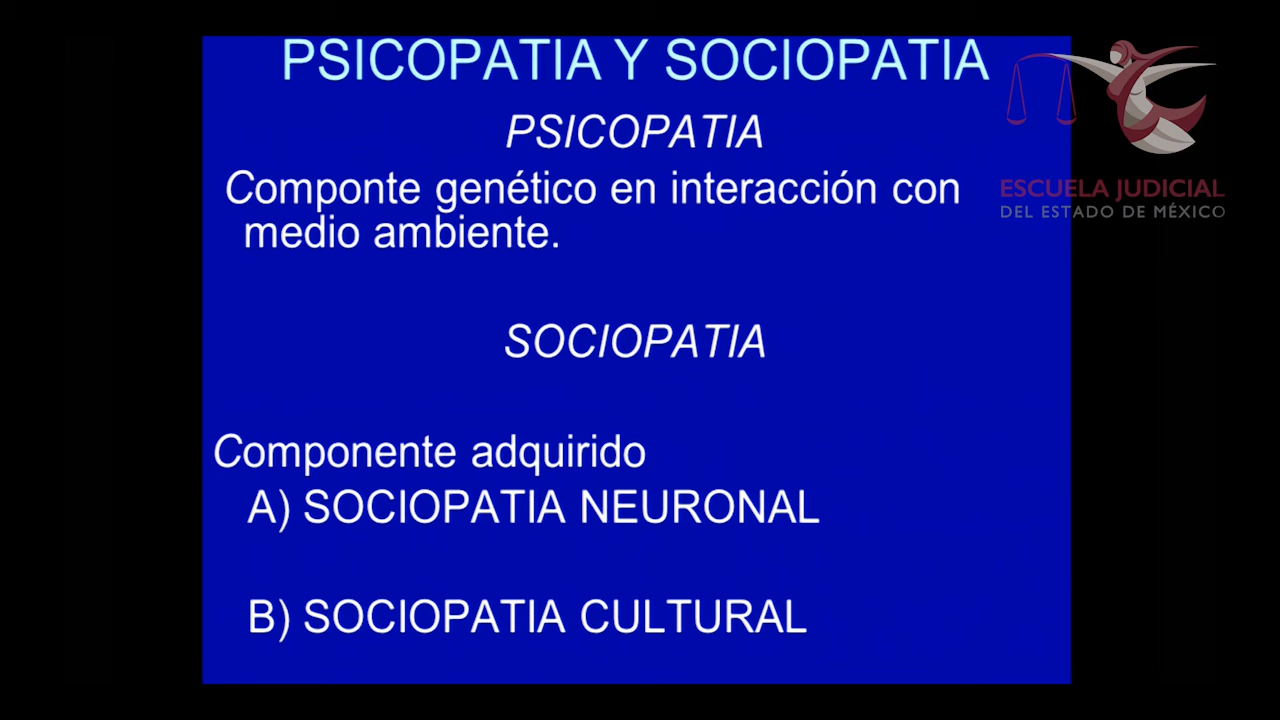 PSICOPATIA Y SOCIOPATIA
PSICOPATIA
Componte genético en interacción con
medio ambiente.
SOCIOPATIA
Componente adquirido
A) SOCIOPATIA NEURONAL
B) SOCIOPATIA CULTURAL
ESCUELA JUDICIAL
DEL ESTADO DE MÉXICO